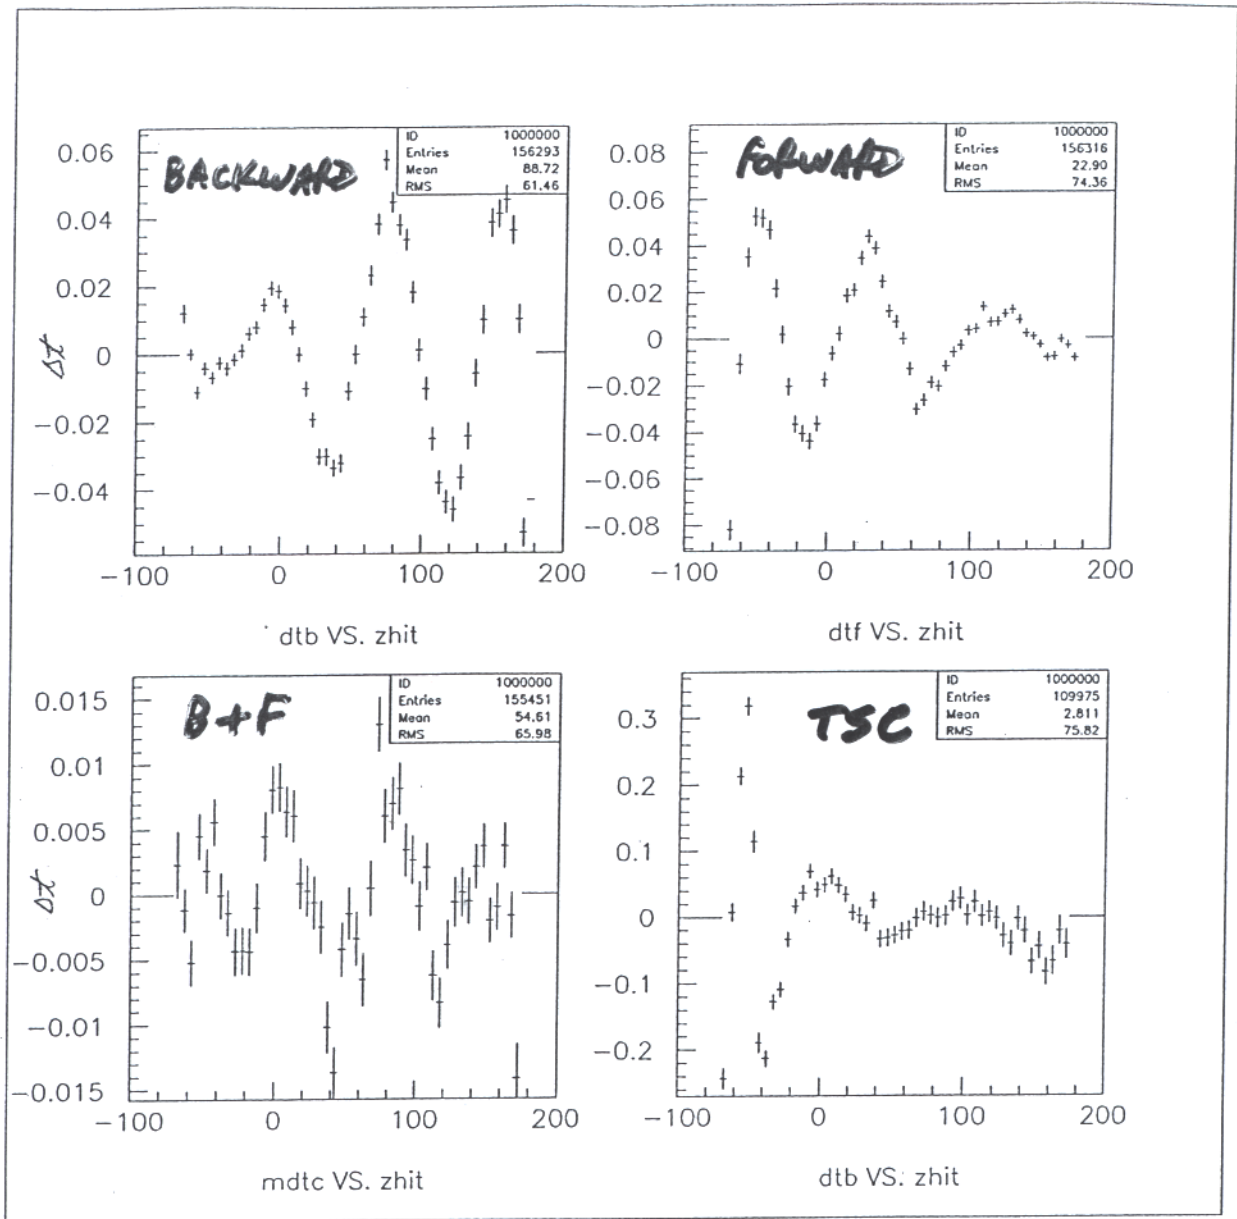 BACKWARD
ID 1000000
Entries 156293
Mean 88.72
RMS 61.46
0.06
0.04
0.02
0
−0.02
−0.04
Δt
−100 0 100 200
dtb VS. zhit
FORWARD
ID 1000000
Entries 156316
Mean 22.90
RMS 74.36
0.08
0.06
0.04
0.02
0
−0.02
−0.04
−0.06
−0.08
−100 0 100 200
dtf VS. zhit
B+F
ID 1000000
Entries 155451
Mean 54.61
RMS 65.98
0.015
0.01
0.005
0
−0.005
−0.01
−0.015
Δt
−100 0 100 200
mdtc VS. zhit
TSC
ID 1000000
Entries 109975
Mean 2.811
RMS 75.82
0.3
0.2
0.1
0
−0.1
−0.2
−100 0 100 200
dtb VS. zhit